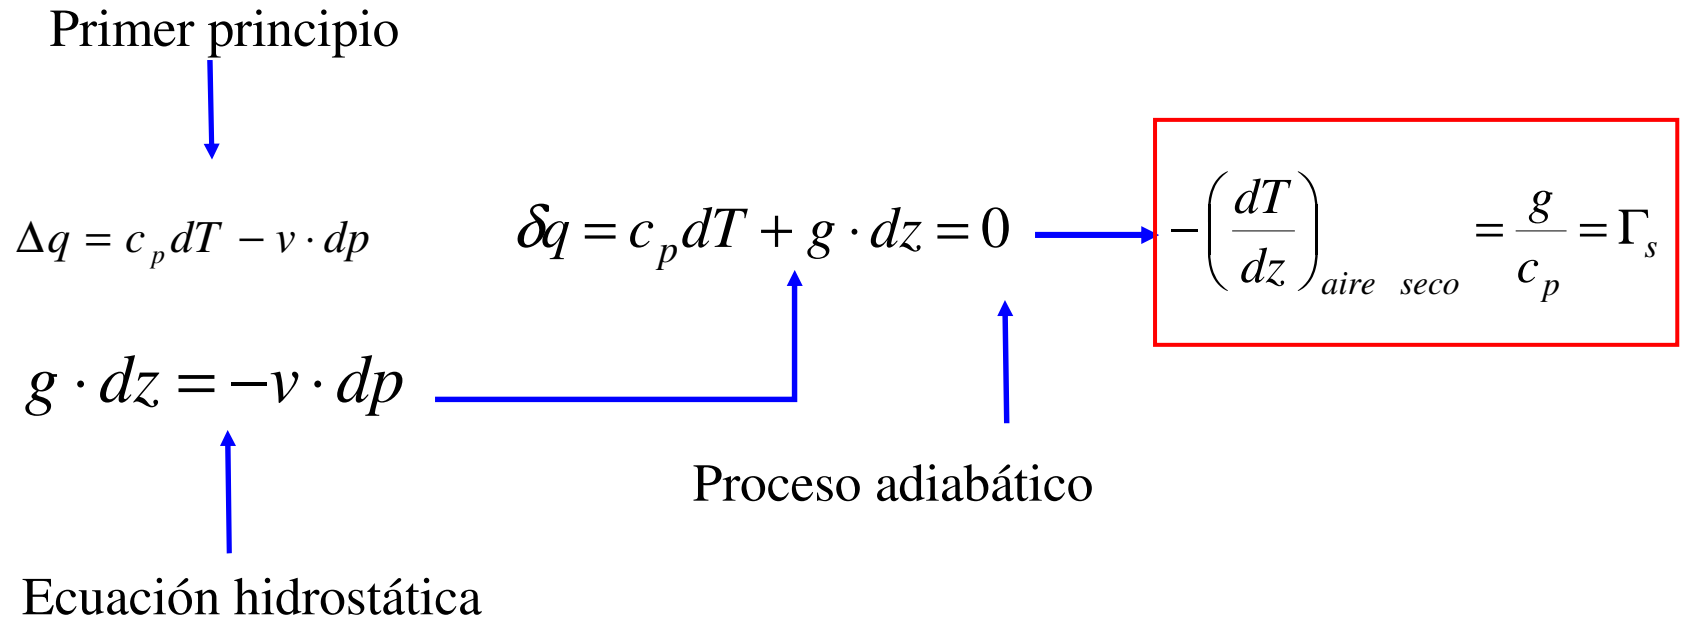 Primer principio
Δq = c_p dT − v · dp
δq = c_p dT + g · dz = 0
−(dT/dz)_aire seco = g/c_p = Γ_s
g · dz = −v · dp
Proceso adiabático
Ecuación hidrostática